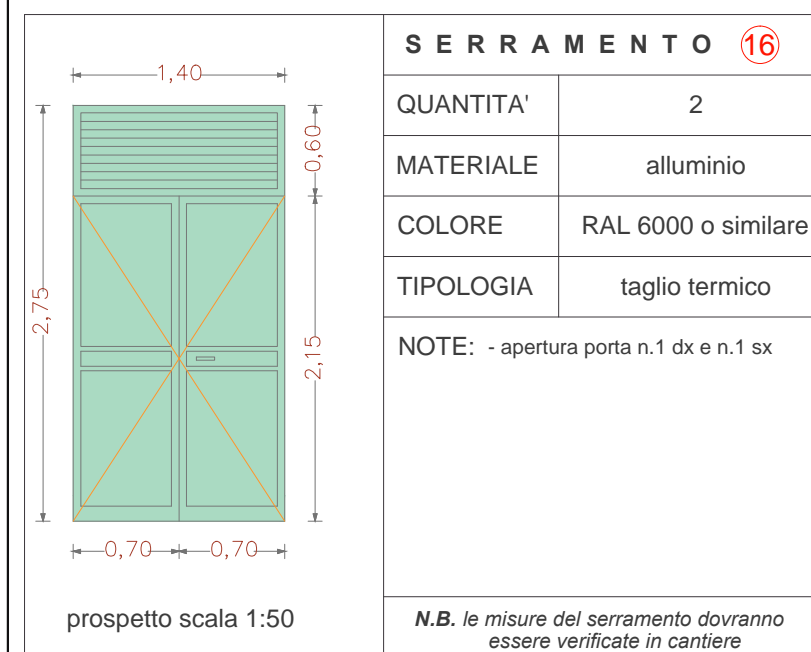 S E R R A M E N T O 16
QUANTITA' 2
MATERIALE alluminio
COLORE RAL 6000 o similare
TIPOLOGIA taglio termico
NOTE: - apertura porta n.1 dx e n.1 sx
N.B. le misure del serramento dovranno
essere verificate in cantiere
1,40
0,60
2,75
2,15
0,70 0,70
prospetto scala 1:50